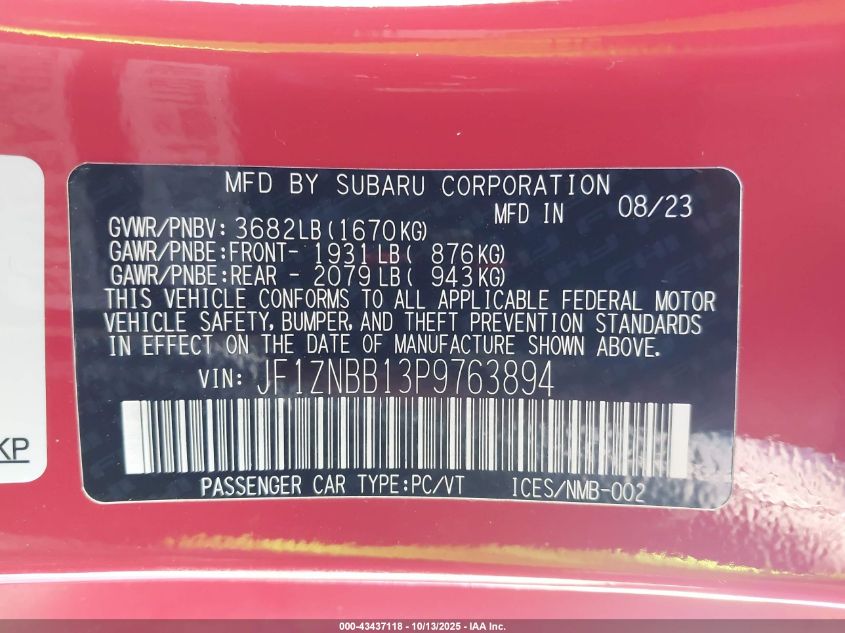 MFD BY SUBARU CORPORATION
MFD IN 08/23
GVWR/PNBV: 3682LB(1670KG)
GAWR/PNBE:FRONT- 1931LB( 876KG)
GAWR/PNBE:REAR - 2079LB( 943KG)
THIS VEHICLE CONFORMS TO ALL APPLICABLE FEDERAL MOTOR
VEHICLE SAFETY, BUMPER, AND THEFT PREVENTION STANDARDS
IN EFFECT ON THE DATE OF MANUFACTURE SHOWN ABOVE.
VIN: JF1ZNBB13P9763894
PASSENGER CAR TYPE:PC/VT ICES/NMB-002
KP
000-43437118 - 10/13/2025 - IAA Inc.